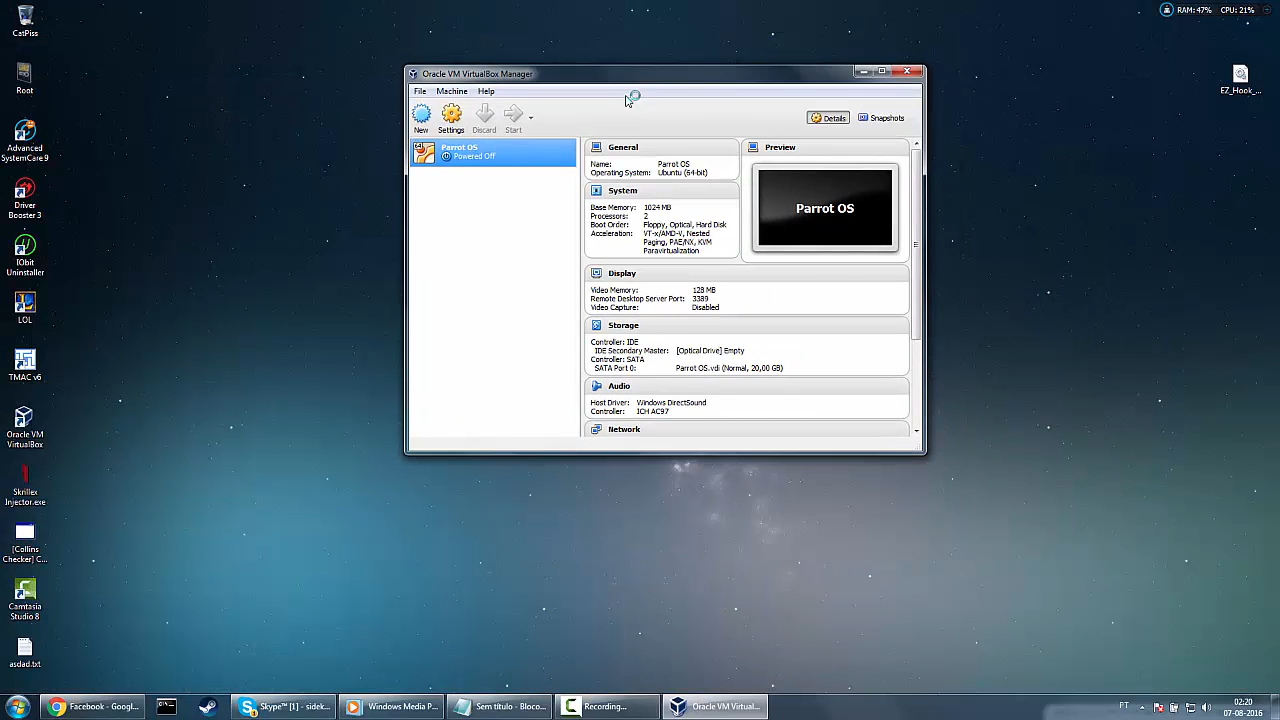 CatPiss
Root
Advanced
SystemCare 9
Driver
Booster 3
IObit
Uninstaller
LOL
TMAC v6
Oracle VM
VirtualBox
Skrillex
Injector.exe
[Collins
Checker] C...
Camtasia
Studio 8
asdad.txt
RAM: 47% CPU: 21%
EZ_Hook_...
Oracle VM VirtualBox Manager
File Machine Help
New Settings Discard Start
Details Snapshots
64
Parrot OS
Powered Off
General
Name: Parrot OS
Operating System: Ubuntu (64-bit)
System
Base Memory: 1024 MB
Processors: 2
Boot Order: Floppy, Optical, Hard Disk
Acceleration: VT-x/AMD-V, Nested
Paging, PAE/NX, KVM
Paravirtualization
Preview
Parrot OS
Display
Video Memory: 128 MB
Remote Desktop Server Port: 3389
Video Capture: Disabled
Storage
Controller: IDE
IDE Secondary Master: [Optical Drive] Empty
Controller: SATA
SATA Port 0: Parrot OS.vdi (Normal, 20,00 GB)
Audio
Host Driver: Windows DirectSound
Controller: ICH AC97
Network
Facebook - Googl...
Skype™ [1] - sidek...
Windows Media P...
Sem título - Bloco...
Recording...
Oracle VM Virtual...
PT
02:20
07-08-2016